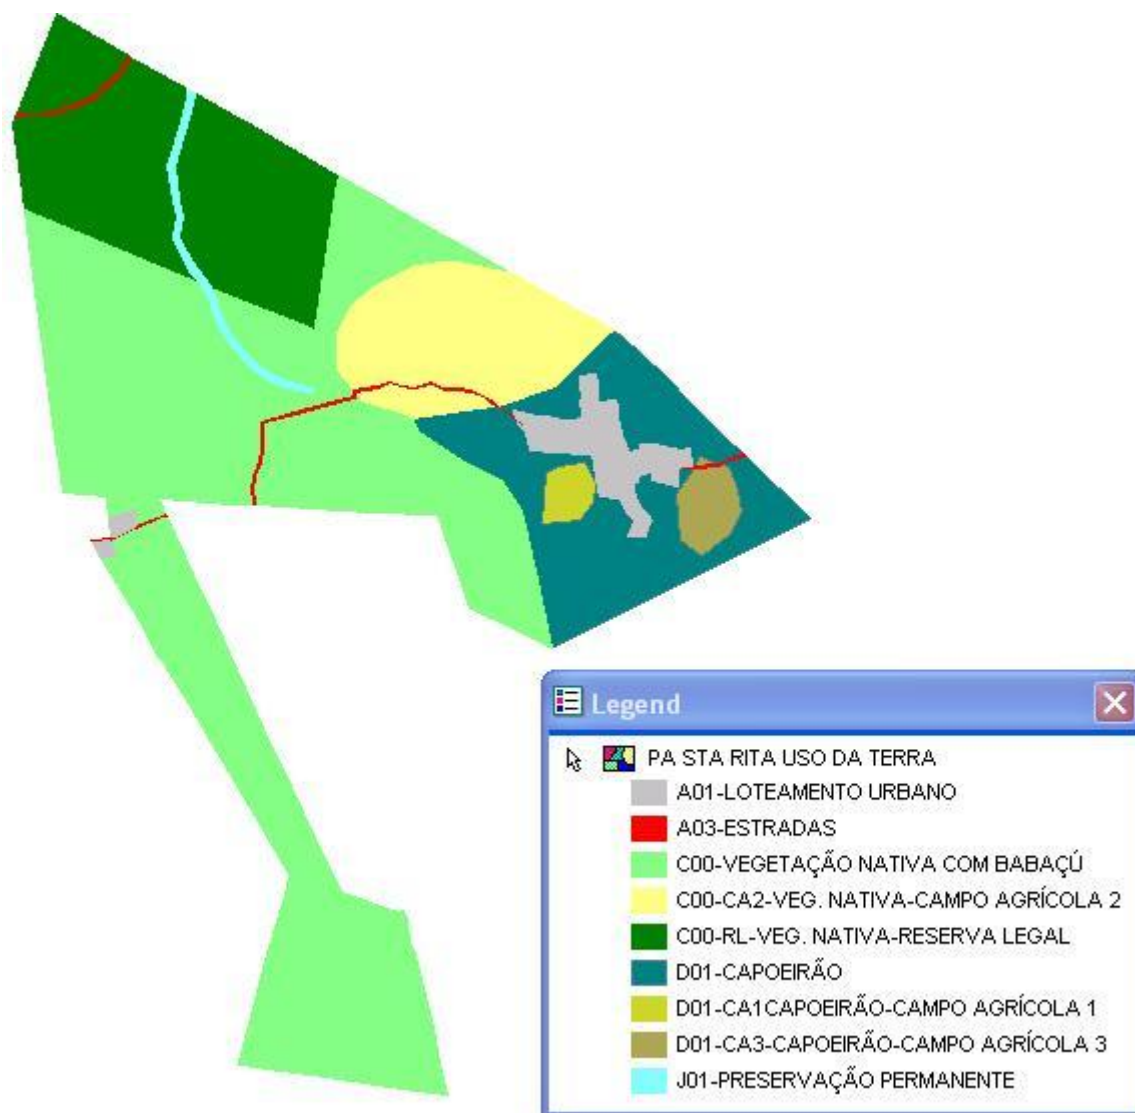 Legend
PA STA RITA USO DA TERRA
A01-LOTEAMENTO URBANO
A03-ESTRADAS
C00-VEGETAÇÃO NATIVA COM BABAÇÚ
C00-CA2-VEG. NATIVA-CAMPO AGRÍCOLA 2
C00-RL-VEG. NATIVA-RESERVA LEGAL
D01-CAPOEIRÃO
D01-CA1CAPOEIRÃO-CAMPO AGRÍCOLA 1
D01-CA3-CAPOEIRÃO-CAMPO AGRÍCOLA 3
J01-PRESERVAÇÃO PERMANENTE